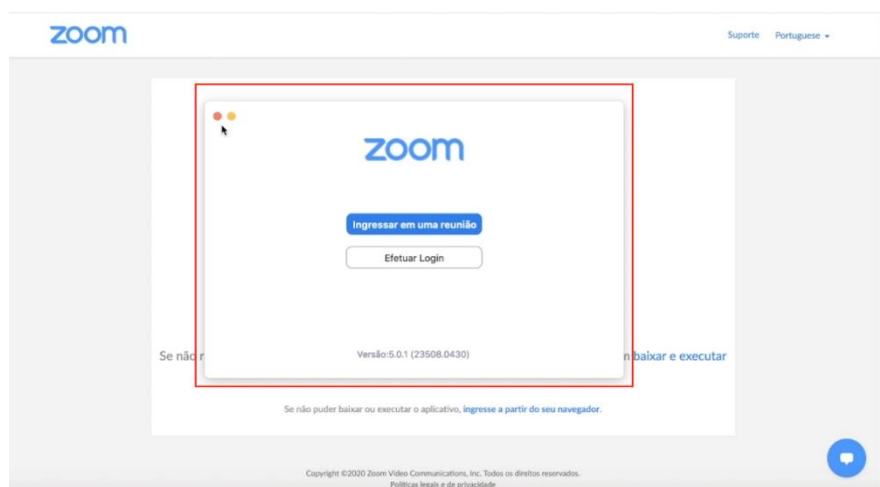 zoom
Suporte Portuguese
zoom
Ingressar em uma reunião
Efetuar Login
Versão:5.0.1 (23508.0430)
Se não baixar e executar
Se não puder baixar ou executar o aplicativo, ingresse a partir do seu navegador.
Copyright ©2020 Zoom Video Communications, Inc. Todos os direitos reservados.
Políticas legais e de privacidade